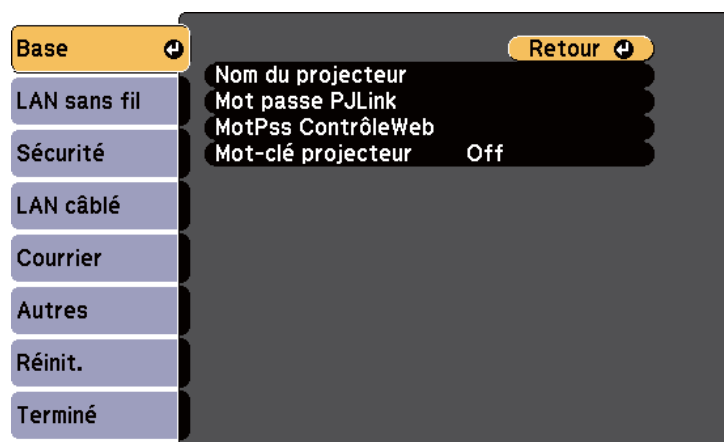 Base
LAN sans fil
Sécurité
LAN câblé
Courrier
Autres
Réinit.
Terminé
Retour
Nom du projecteur
Mot passe PJLink
MotPss ContrôleWeb
Mot-clé projecteur Off